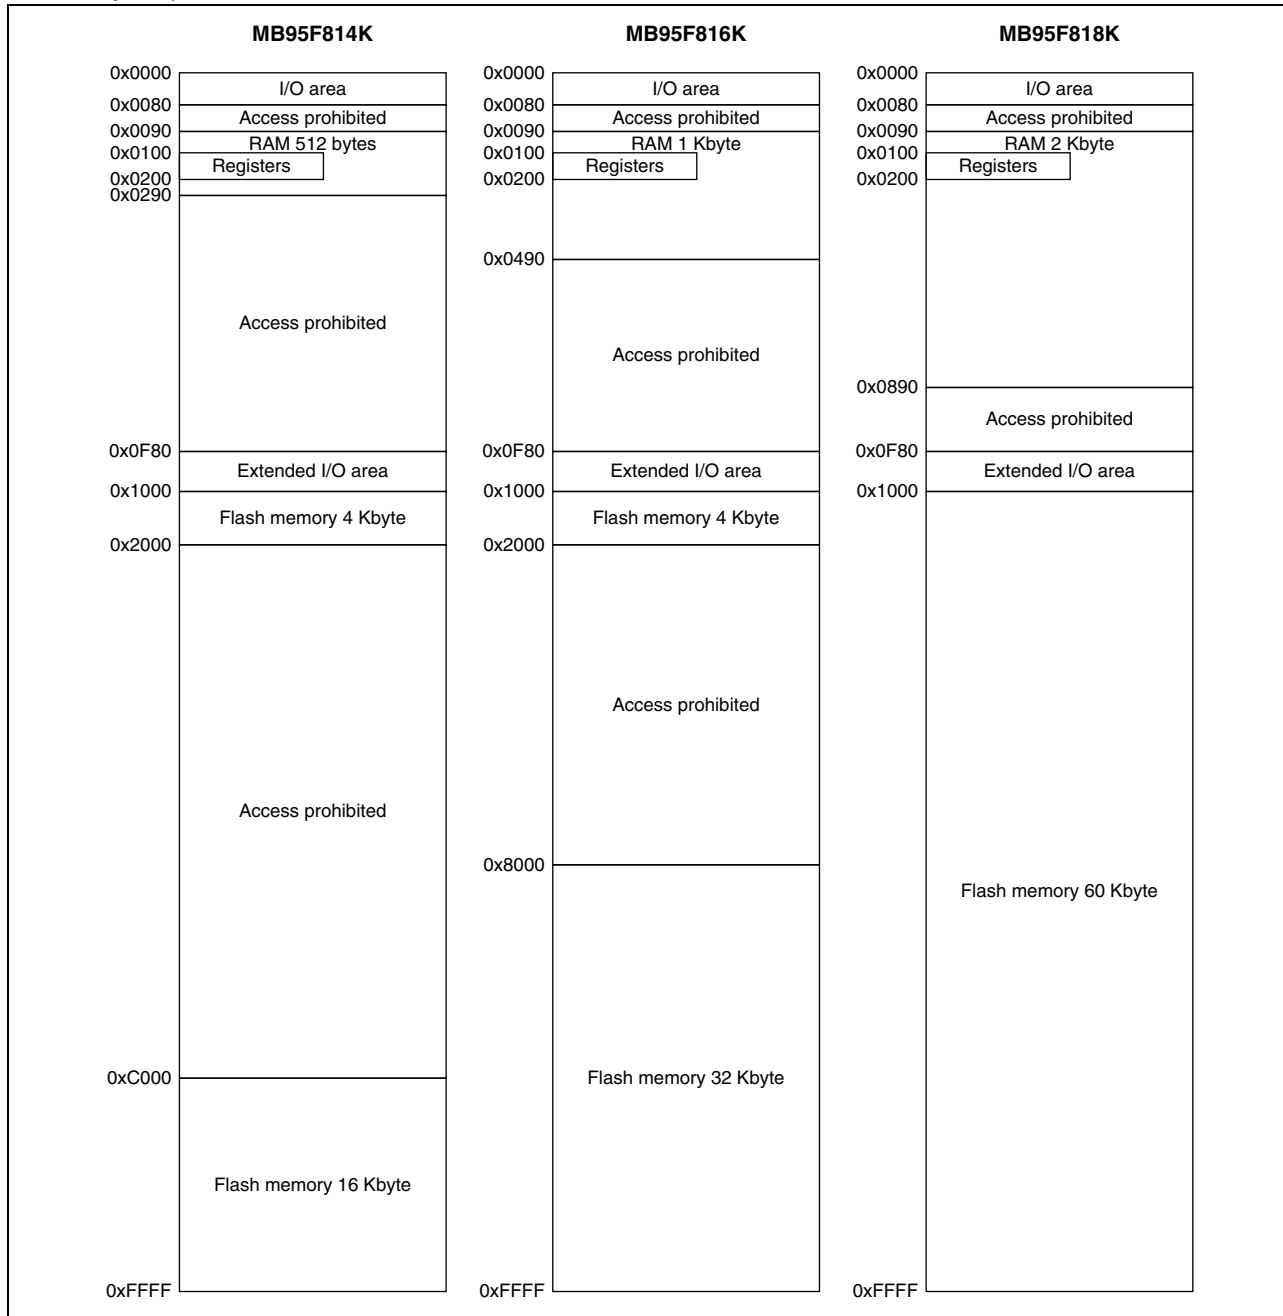 MB95F814K
0x0000
I/O area
0x0080
Access prohibited
0x0090
RAM 512 bytes
0x0100
Registers
0x0200
0x0290
Access prohibited
0x0F80
Extended I/O area
0x1000
Flash memory 4 Kbyte
0x2000
Access prohibited
0xC000
Flash memory 16 Kbyte
0xFFFF
MB95F816K
0x0000
I/O area
0x0080
Access prohibited
0x0090
RAM 1 Kbyte
0x0100
Registers
0x0200
0x0490
Access prohibited
0x0F80
Extended I/O area
0x1000
Flash memory 4 Kbyte
0x2000
Access prohibited
0x8000
Flash memory 32 Kbyte
0xFFFF
MB95F818K
0x0000
I/O area
0x0080
Access prohibited
0x0090
RAM 2 Kbyte
0x0100
Registers
0x0200
0x0890
Access prohibited
0x0F80
Extended I/O area
0x1000
Flash memory 60 Kbyte
0xFFFF